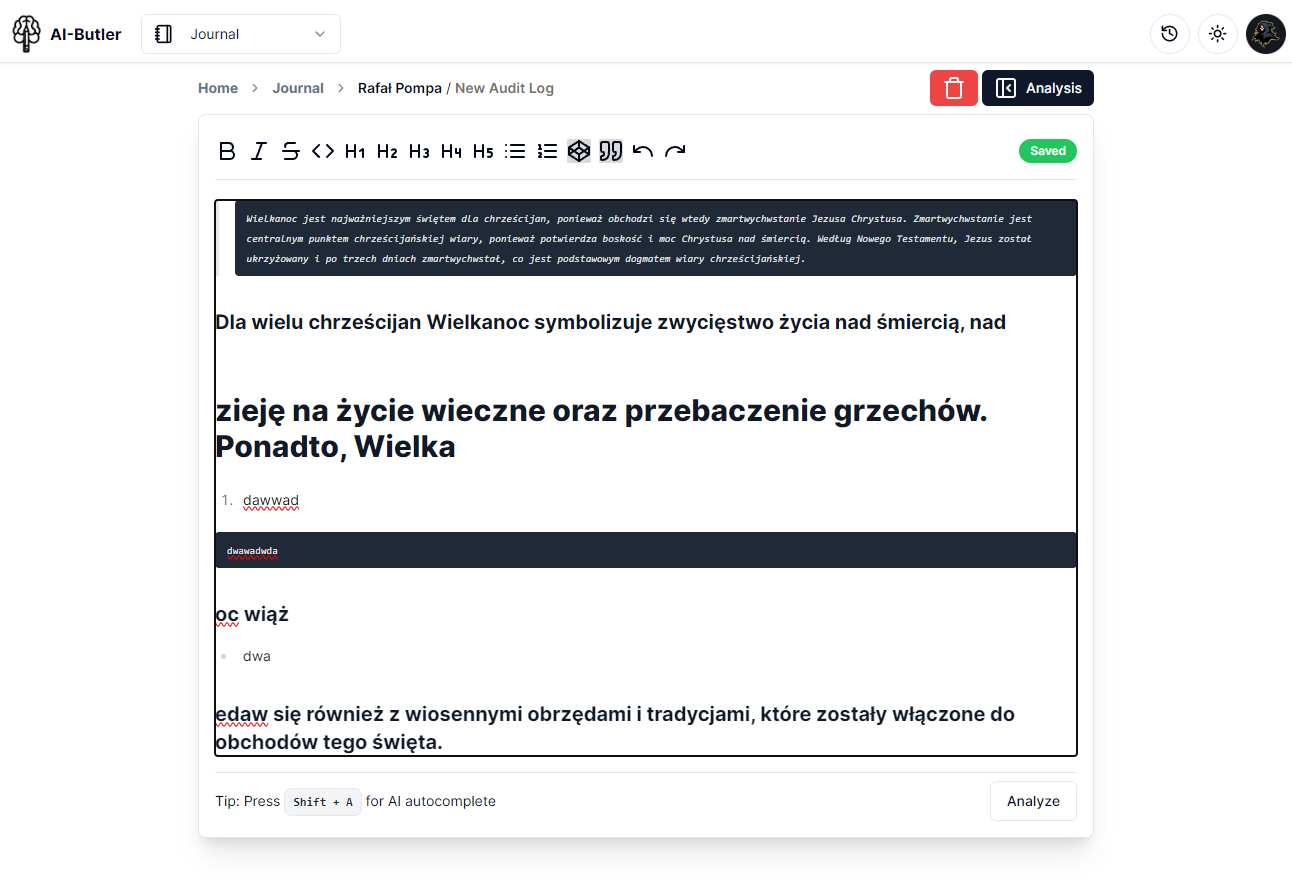 AI-Butler
Journal
Home > Journal > Rafał Pompa / New Audit Log
Analysis
B I S <> H1 H2 H3 H4 H5
Saved
Wielkanoc jest najważniejszym świętem dla chrześcijan, ponieważ obchodzi się wtedy zmartwychwstanie Jezusa Chrystusa. Zmartwychwstanie jest
centralnym punktem chrześcijańskiej wiary, ponieważ potwierdza boskość i moc Chrystusa nad śmiercią. Według Nowego Testamentu, Jezus został
ukrzyżowany i po trzech dniach zmartwychwstał, co jest podstawowym dogmatem wiary chrześcijańskiej.
Dla wielu chrześcijan Wielkanoc symbolizuje zwycięstwo życia nad śmiercią, nad
zieję na życie wieczne oraz przebaczenie grzechów.
Ponadto, Wielka
1. dawwad
dwawadwda
oc wiąż
• dwa
edaw się również z wiosennymi obrzędami i tradycjami, które zostały włączone do
obchodów tego święta.
Tip: Press Shift + A for AI autocomplete
Analyze